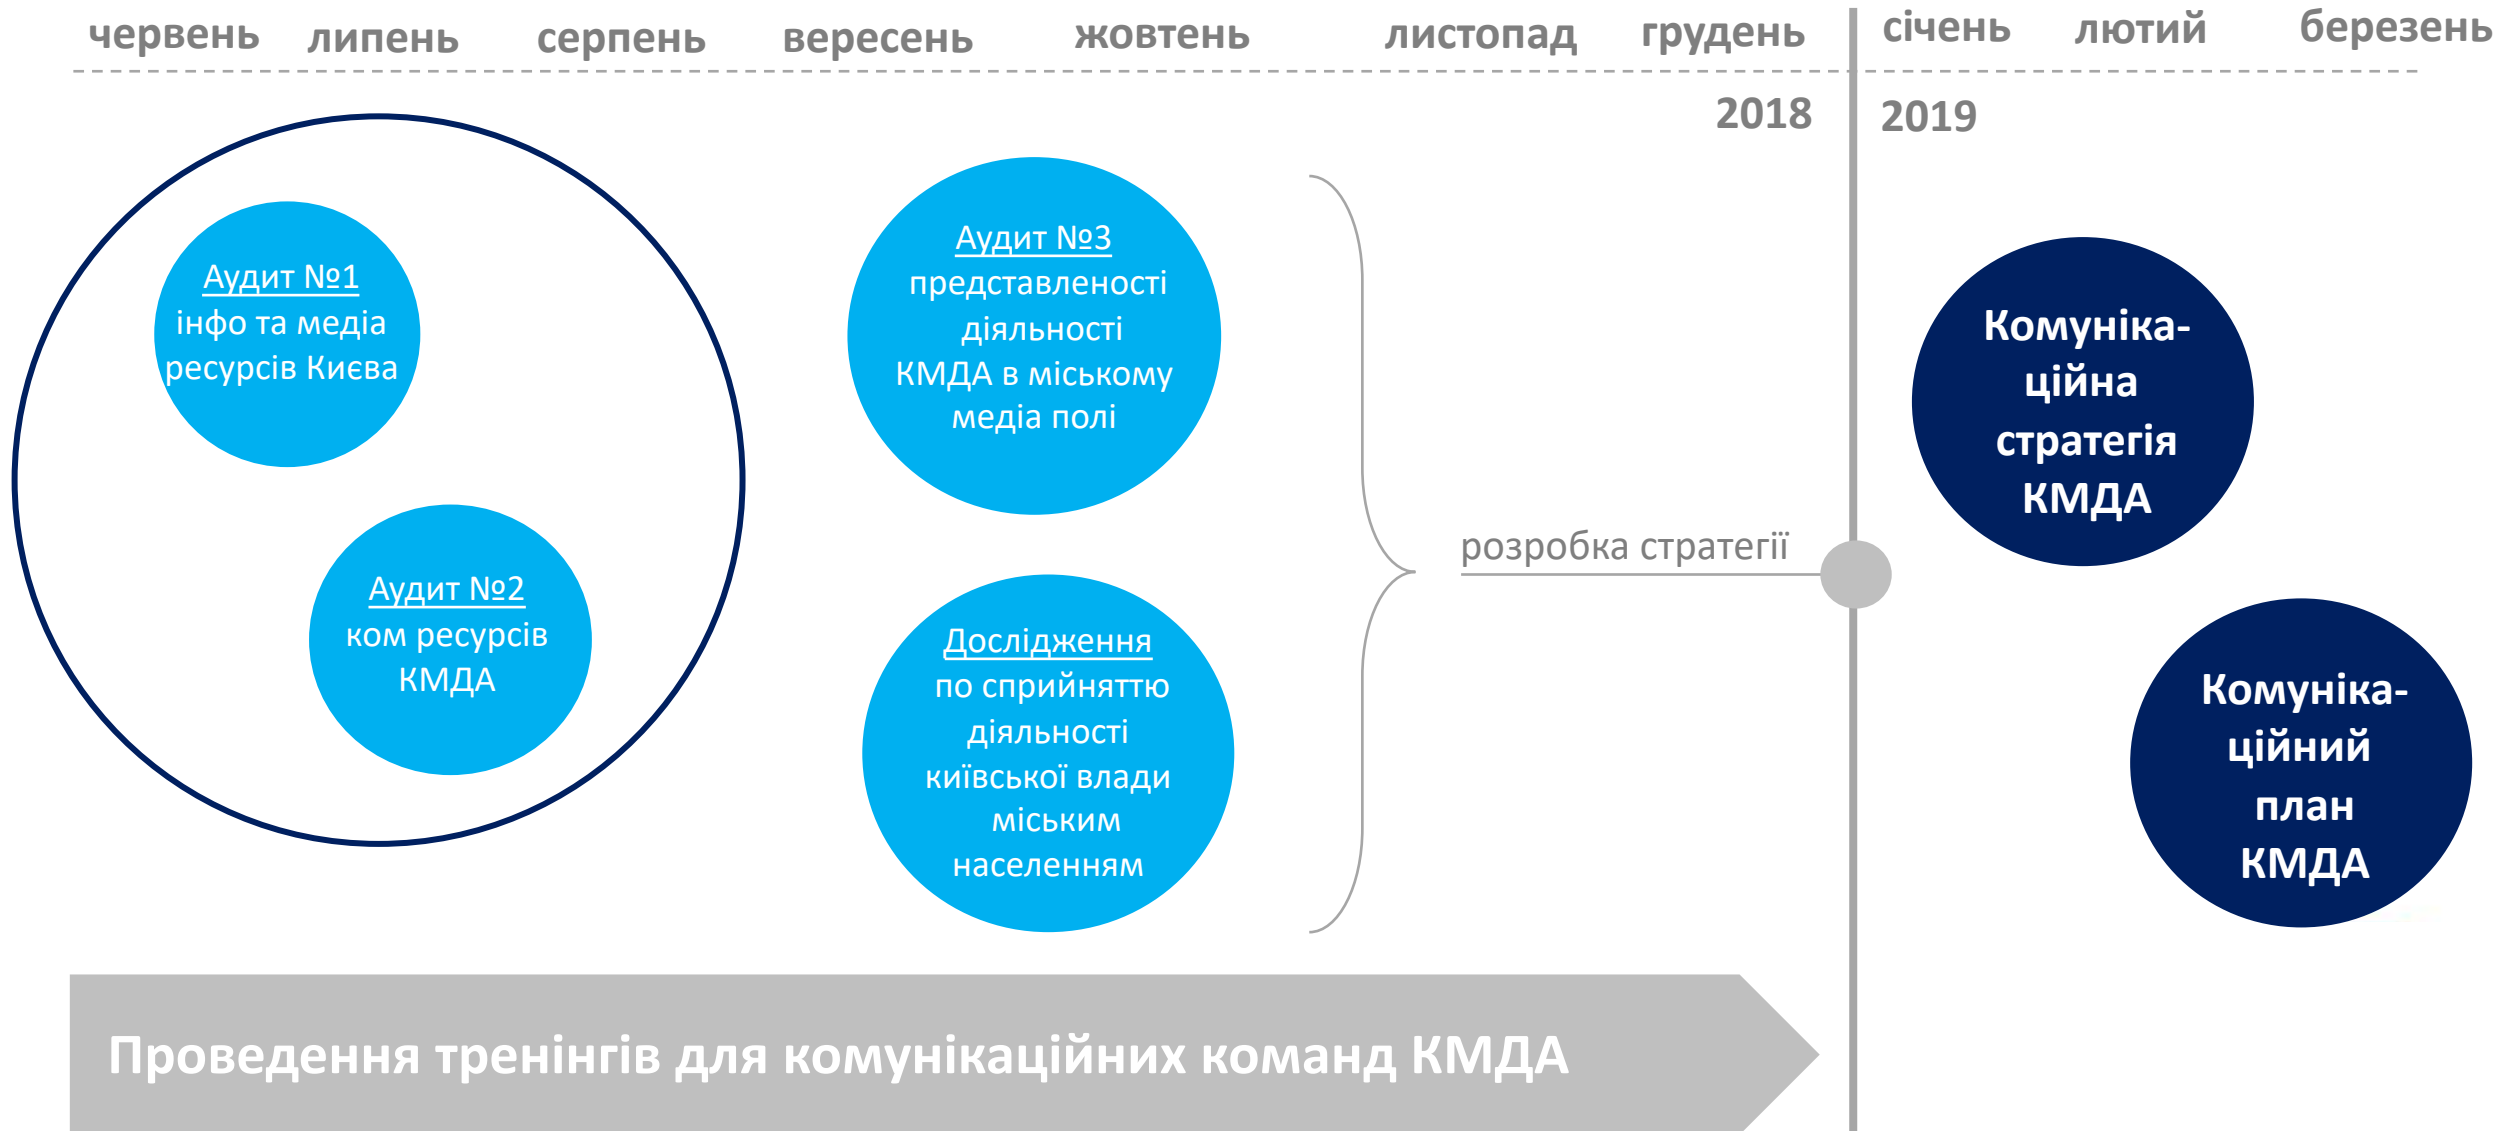 червень липень серпень вересень жовтень листопад грудень січень лютий березень
2018 2019
Аудит №1
інфо та медіа
ресурсів Києва
Аудит №2
ком ресурсів
КМДА
Аудит №3
представленості
діяльності
КМДА в міському
медіа полі
Дослідження
по сприйняттю
діяльності
київської влади
міським
населенням
розробка стратегії
Комуніка-
ційна
стратегія
КМДА
Комуніка-
ційний
план
КМДА
Проведення тренінгів для комунікаційних команд КМДА